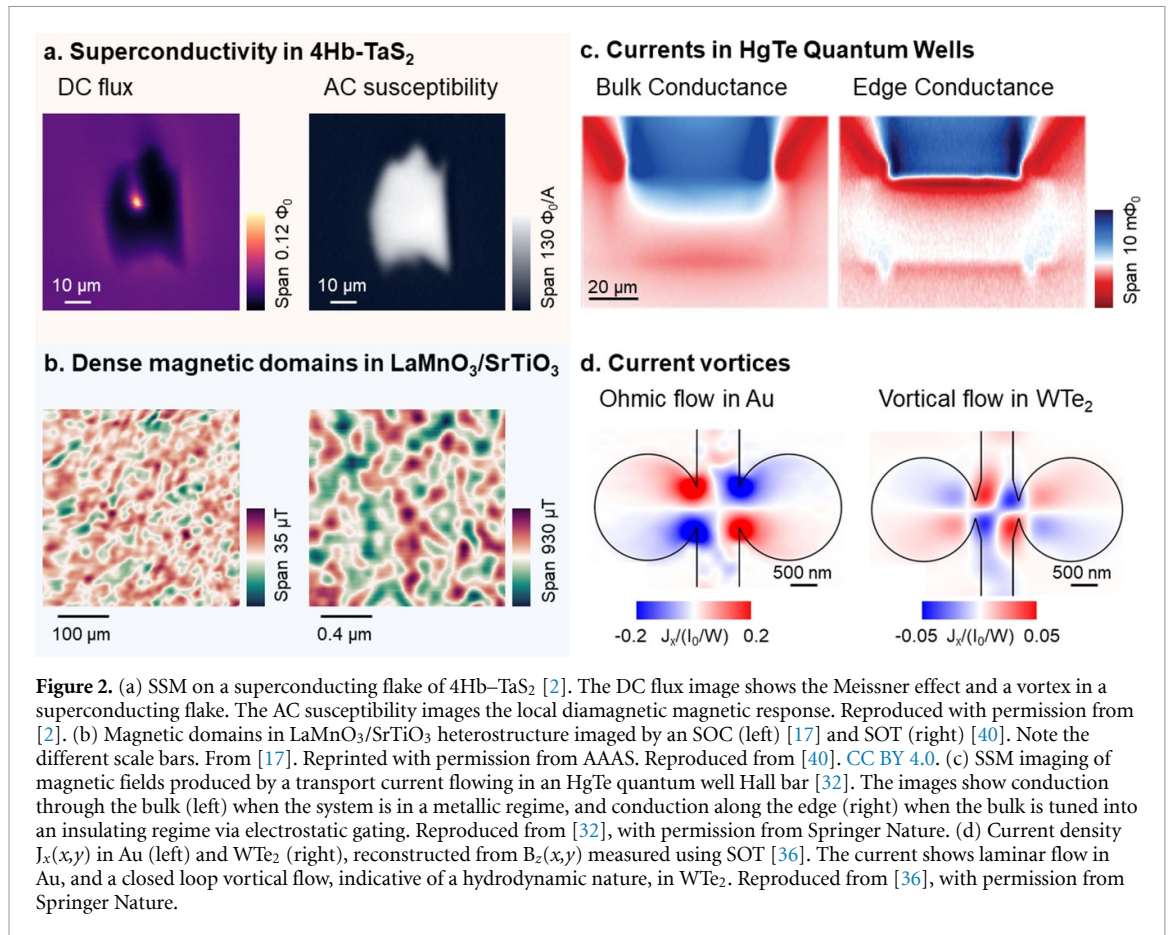 a. Superconductivity in 4Hb-TaS₂
DC flux
AC susceptibility
10 µm
Span 0.12 Φ₀
10 µm
Span 130 Φ₀/A
c. Currents in HgTe Quantum Wells
Bulk Conductance
Edge Conductance
20 µm
Span 10 mΦ₀
b. Dense magnetic domains in LaMnO₃/SrTiO₃
100 µm
Span 35 µT
0.4 µm
Span 930 µT
d. Current vortices
Ohmic flow in Au
Vortical flow in WTe₂
500 nm
500 nm
-0.2 Jₓ/(I₀/W) 0.2
-0.05 Jₓ/(I₀/W) 0.05
Figure 2. (a) SSM on a superconducting flake of 4Hb–TaS₂ [2]. The DC flux image shows the Meissner effect and a vortex in a
superconducting flake. The AC susceptibility images the local diamagnetic magnetic response. Reproduced with permission from
[2]. (b) Magnetic domains in LaMnO₃/SrTiO₃ heterostructure imaged by an SOC (left) [17] and SOT (right) [40]. Note the
different scale bars. From [17]. Reprinted with permission from AAAS. Reproduced from [40]. CC BY 4.0. (c) SSM imaging of
magnetic fields produced by a transport current flowing in an HgTe quantum well Hall bar [32]. The images show conduction
through the bulk (left) when the system is in a metallic regime, and conduction along the edge (right) when the bulk is tuned into
an insulating regime via electrostatic gating. Reproduced from [32], with permission from Springer Nature. (d) Current density
Jₓ(x,y) in Au (left) and WTe₂ (right), reconstructed from B_z(x,y) measured using SOT [36]. The current shows laminar flow in
Au, and a closed loop vortical flow, indicative of a hydrodynamic nature, in WTe₂. Reproduced from [36], with permission from
Springer Nature.